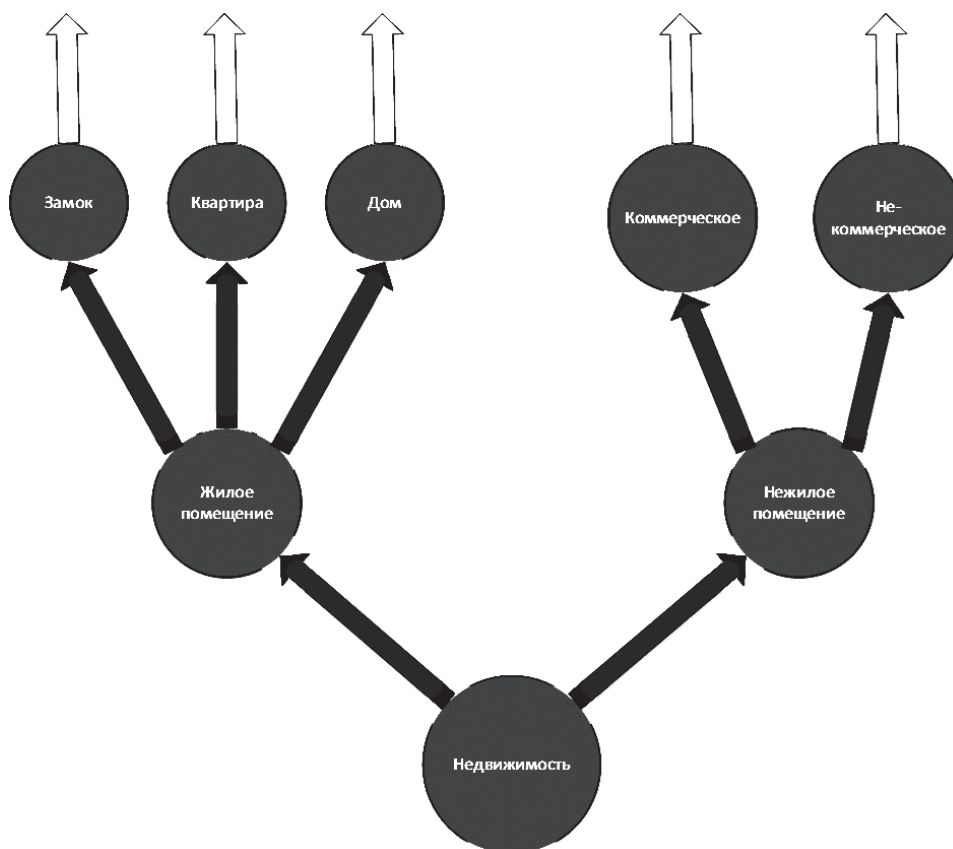 Замок
Квартира
Дом
Коммерческое
Не-
коммерческое
Жилое
помещение
Нежилое
помещение
Недвижимость